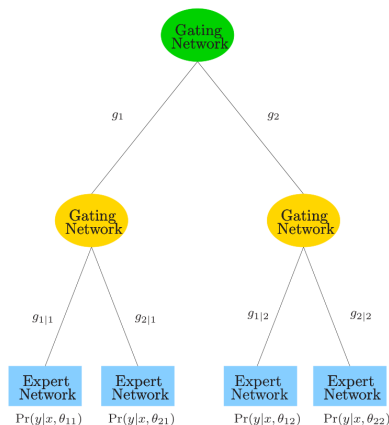 Gating
Network
g₁
g₂
Gating
Network
Gating
Network
g₁|₁
g₂|₁
g₁|₂
g₂|₂
Expert
Network
Expert
Network
Expert
Network
Expert
Network
Pr(y|x, θ₁₁)
Pr(y|x, θ₂₁)
Pr(y|x, θ₁₂)
Pr(y|x, θ₂₂)